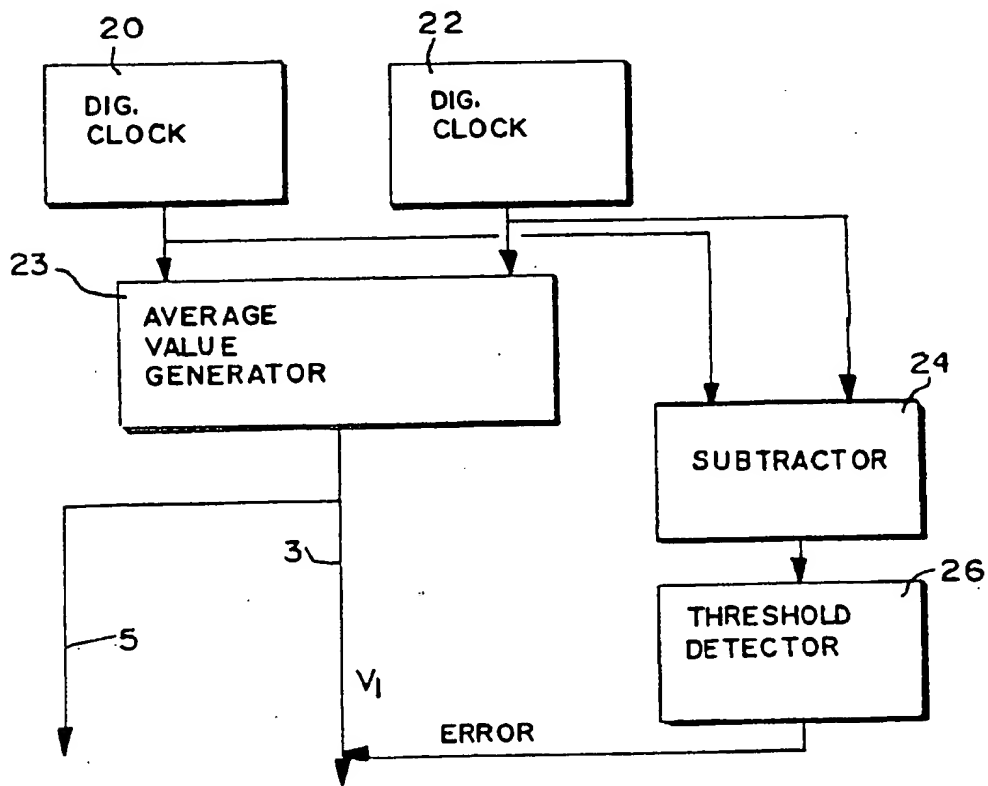 20
22
DIG.
CLOCK
DIG.
CLOCK
23
AVERAGE
VALUE
GENERATOR
24
SUBTRACTOR
3
26
THRESHOLD
DETECTOR
5
V1
ERROR